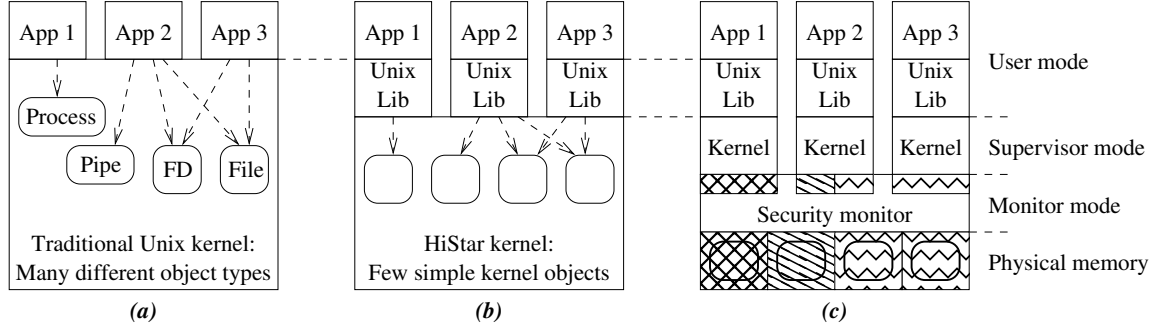 App 1 App 2 App 3
Process
Pipe FD File
Traditional Unix kernel:
Many different object types
(a)
App 1 App 2 App 3
Unix Unix Unix
Lib Lib Lib
HiStar kernel:
Few simple kernel objects
(b)
App 1 App 2 App 3
Unix Unix Unix
Lib Lib Lib
Kernel Kernel Kernel
Security monitor
(c)
User mode
Supervisor mode
Monitor mode
Physical memory